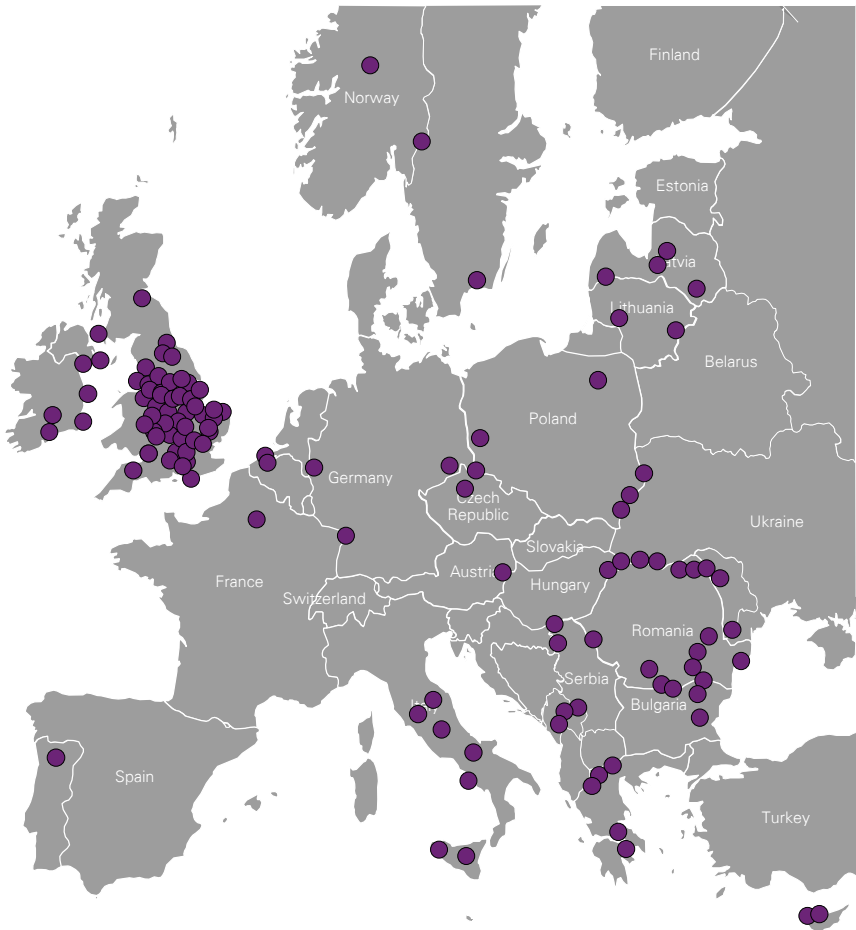 Finland
Norway
Estonia
Latvia
Lithuania
Belarus
Poland
Germany
Czech
Republic
Ukraine
Slovakia
Austria
France
Hungary
Switzerland
Romania
Serbia
Italy
Bulgaria
Spain
Turkey